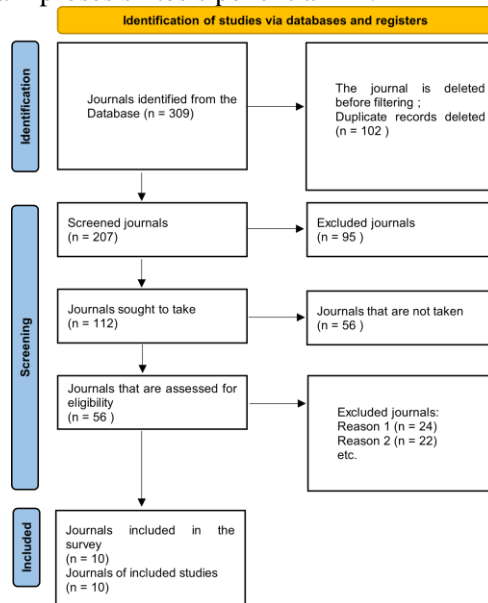 Identification of studies via databases and registers
Identification
Journals identified from the
Database (n = 309)
The journal is deleted
before filtering ;
Duplicate records deleted
(n = 102 )
Screening
Screened journals
(n = 207)
Excluded journals
(n = 95 )
Journals sought to take
(n = 112)
Journals that are not taken
(n = 56 )
Journals that are assessed for
eligibility
(n = 56 )
Excluded journals:
Reason 1 (n = 24)
Reason 2 (n = 22)
etc.
Included
Journals included in the
survey
(n = 10)
Journals of included studies
(n = 10)